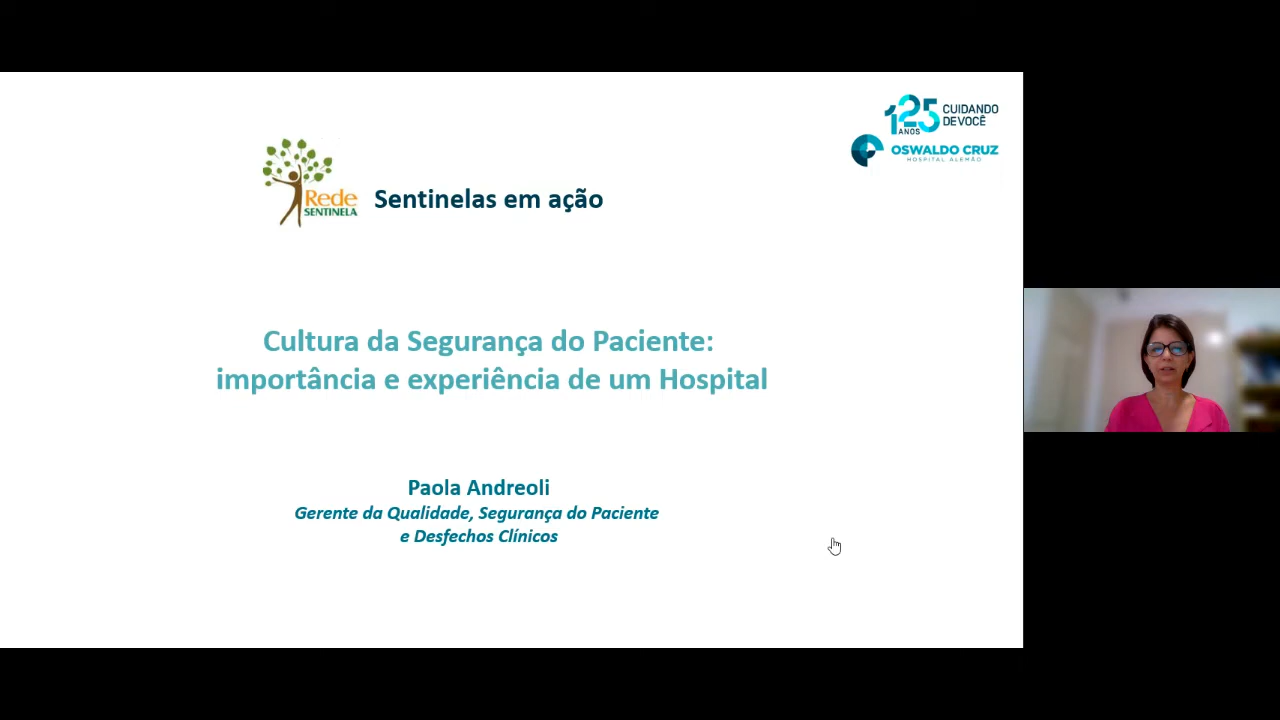 125
ANOS
CUIDANDO
DE VOCÊ
OSWALDO CRUZ
HOSPITAL ALEMÃO
Rede
SENTINELA
Sentinelas em ação
Cultura da Segurança do Paciente:
importância e experiência de um Hospital
Paola Andreoli
Gerente da Qualidade, Segurança do Paciente
e Desfechos Clínicos